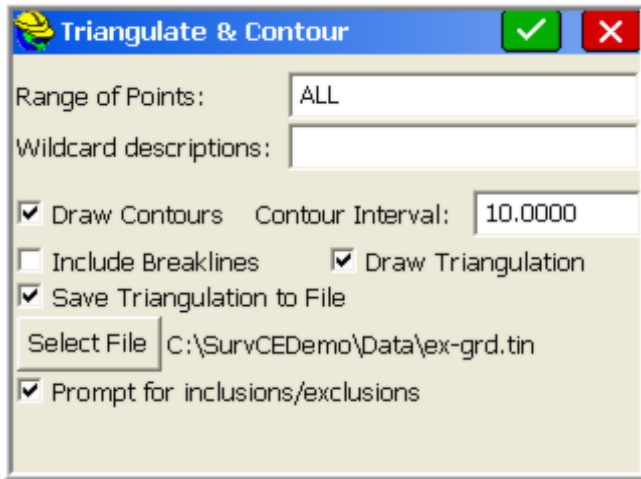 Triangulate & Contour
Range of Points: ALL
Wildcard descriptions:
Draw Contours Contour Interval: 10.0000
Include Breaklines Draw Triangulation
Save Triangulation to File
Select File C:\SurvCEDemo\Data\ex-grd.tin
Prompt for inclusions/exclusions